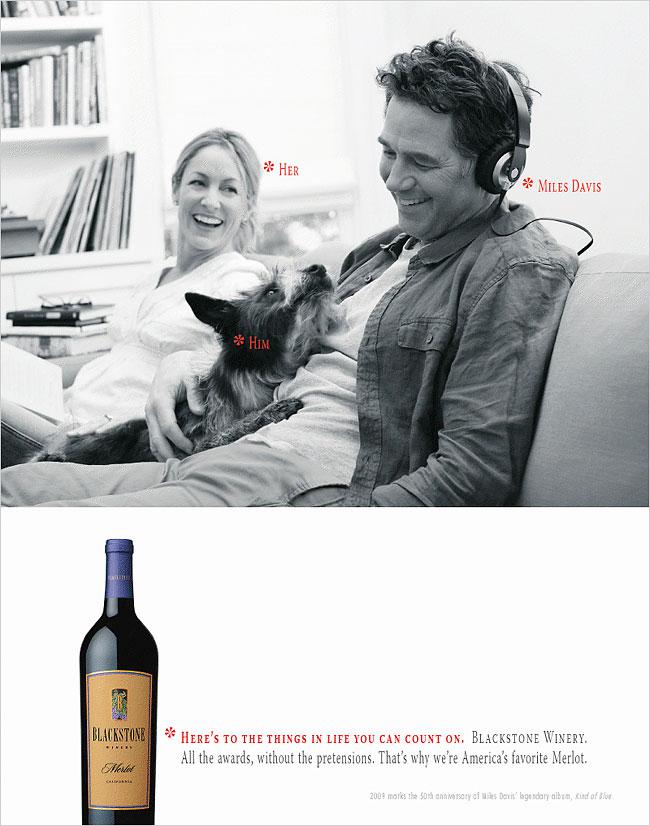 * HER
* MILES DAVIS
* HIM
BLACKSTONE
WINERY
Merlot
CALIFORNIA
* HERE'S TO THE THINGS IN LIFE YOU CAN COUNT ON. BLACKSTONE WINERY.
All the awards, without the pretensions. That's why we're America's favorite Merlot.
2009 marks the 50th anniversary of Miles Davis' legendary album, Kind of Blue.